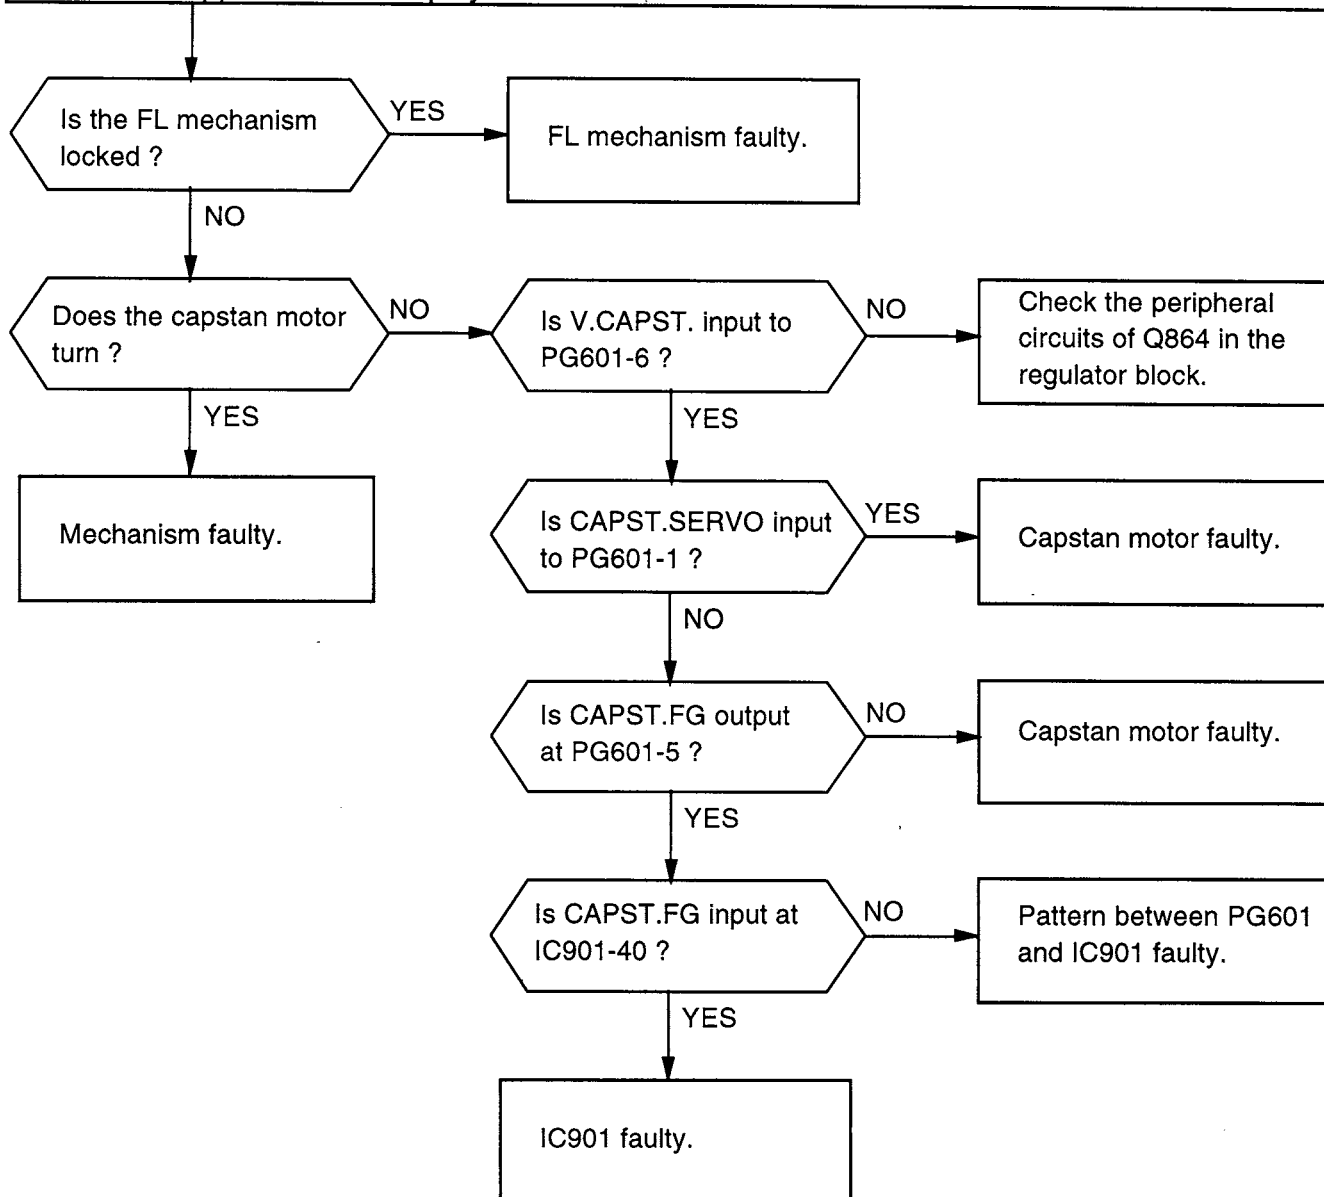 Is the FL mechanism
locked ?
YES
FL mechanism faulty.
NO
Does the capstan motor
turn ?
NO
Is V.CAPST. input to
PG601-6 ?
NO
Check the peripheral
circuits of Q864 in the
regulator block.
YES
YES
Mechanism faulty.
Is CAPST.SERVO input
to PG601-1 ?
YES
Capstan motor faulty.
NO
Is CAPST.FG output
at PG601-5 ?
NO
Capstan motor faulty.
YES
Is CAPST.FG input at
IC901-40 ?
NO
Pattern between PG601
and IC901 faulty.
YES
IC901 faulty.